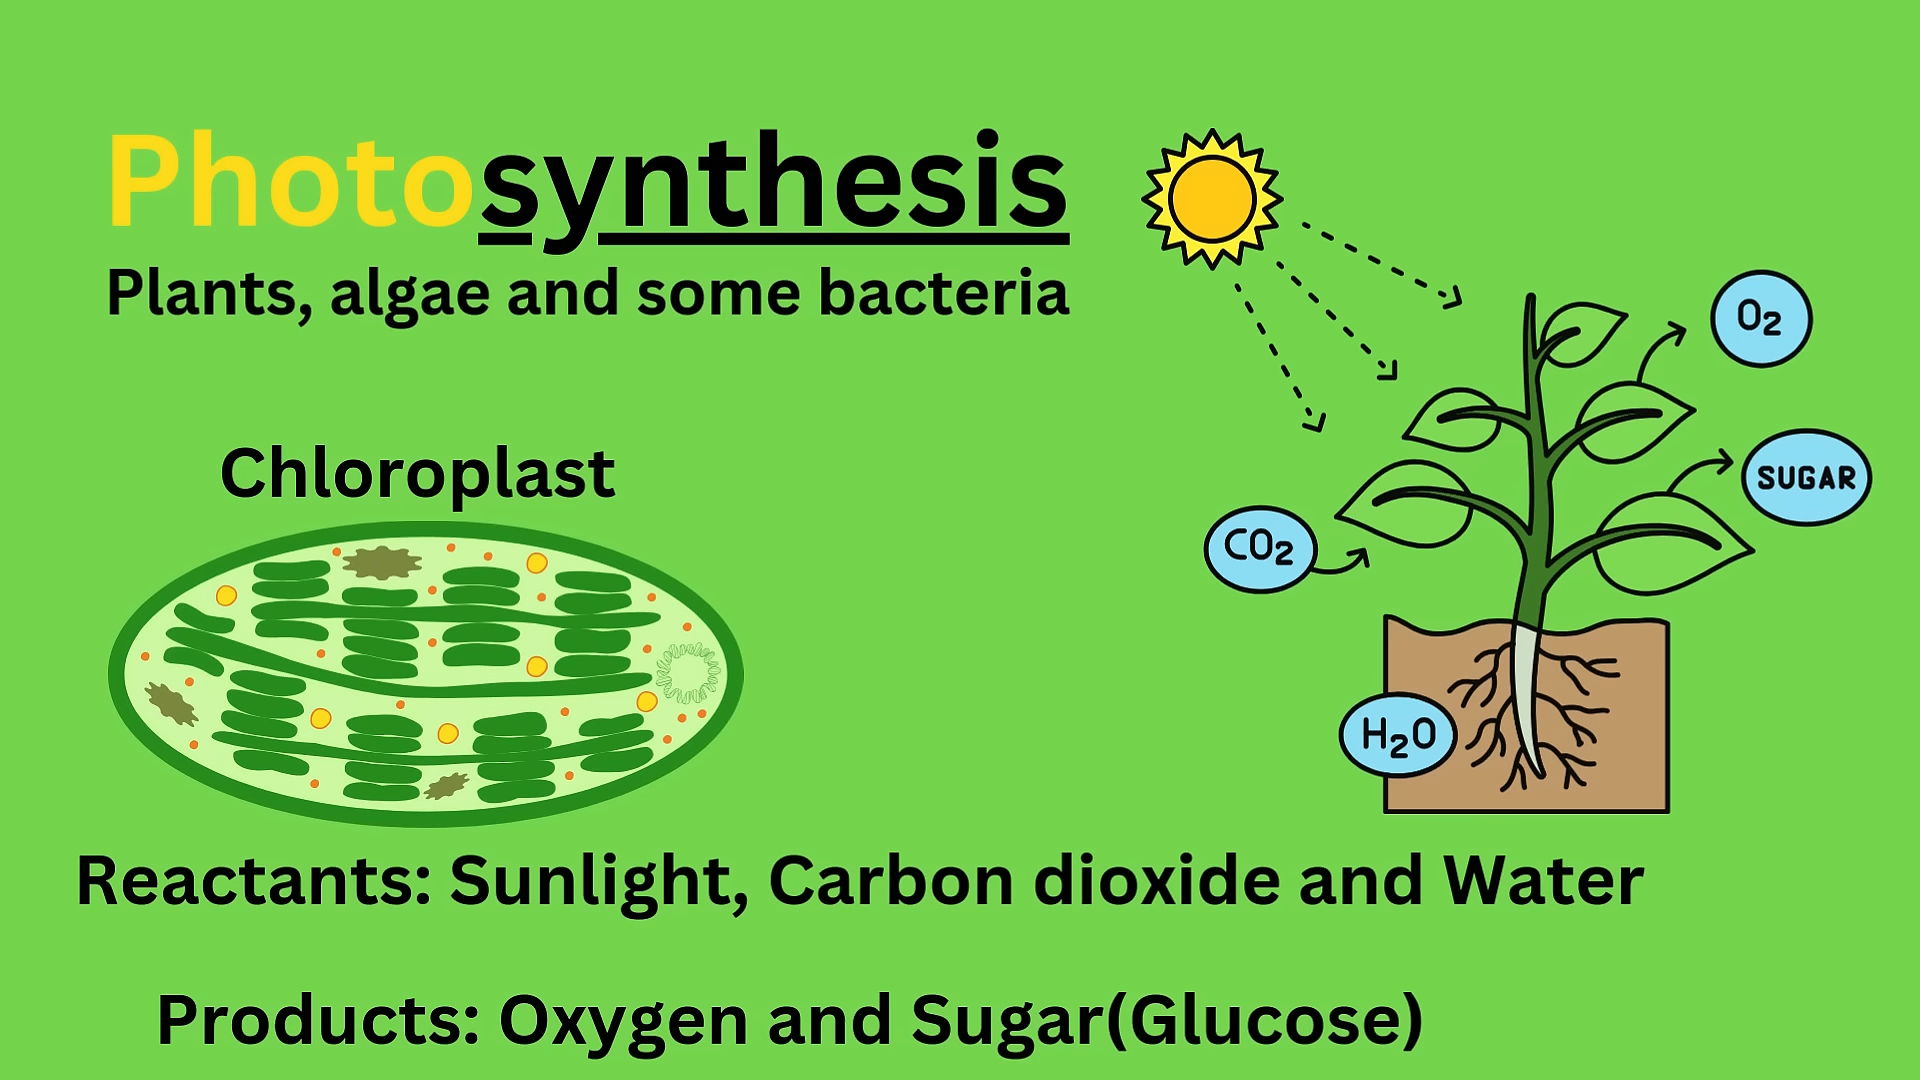 Photosynthesis
Plants, algae and some bacteria
O₂
Chloroplast
SUGAR
CO₂
H₂O
Reactants: Sunlight, Carbon dioxide and Water
Products: Oxygen and Sugar(Glucose)